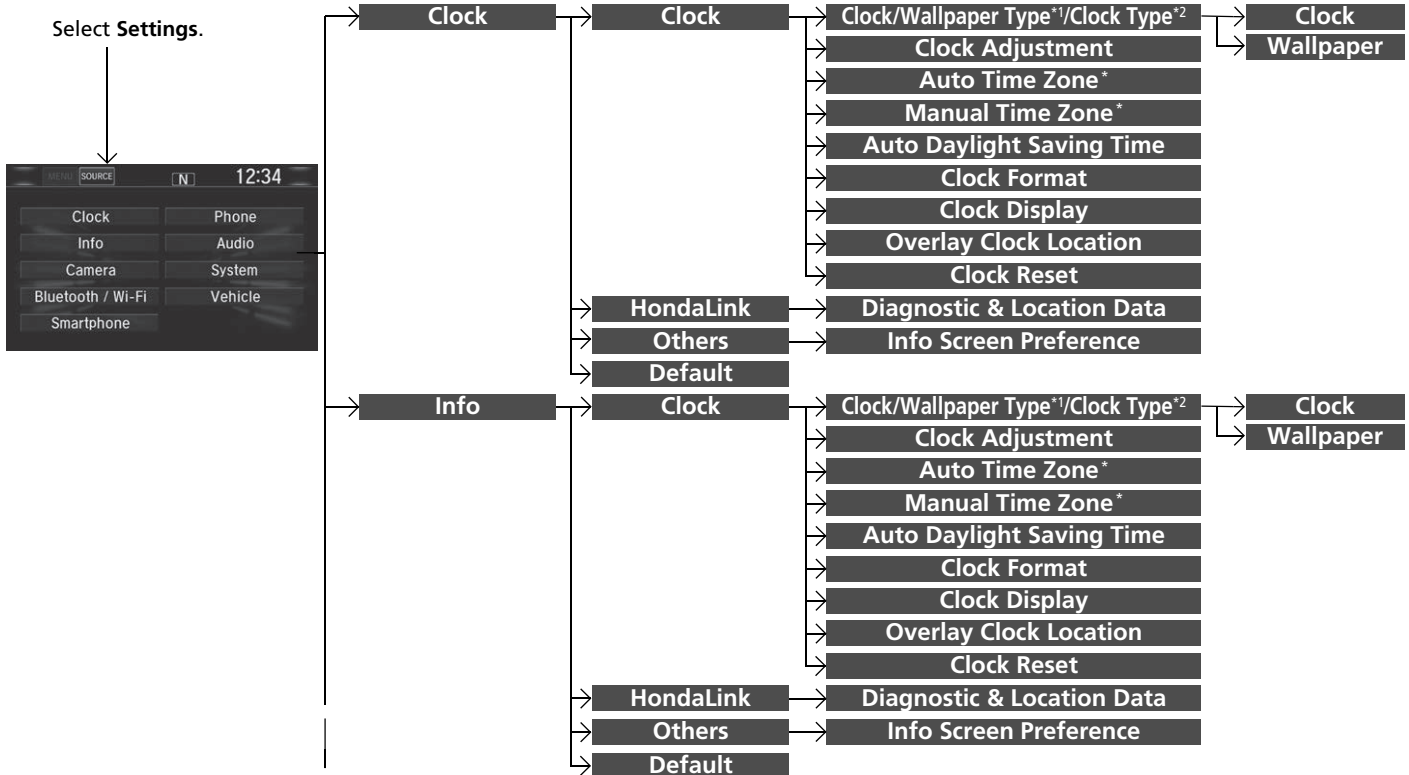 Select Settings.
MENU SOURCE N 12:34
Clock Phone
Info Audio
Camera System
Bluetooth / Wi-Fi Vehicle
Smartphone
Clock
Clock
Clock/Wallpaper Type*1/Clock Type*2
Clock
Wallpaper
Clock Adjustment
Auto Time Zone*
Manual Time Zone*
Auto Daylight Saving Time
Clock Format
Clock Display
Overlay Clock Location
Clock Reset
HondaLink
Diagnostic & Location Data
Others
Info Screen Preference
Default
Info
Clock
Clock/Wallpaper Type*1/Clock Type*2
Clock
Wallpaper
Clock Adjustment
Auto Time Zone*
Manual Time Zone*
Auto Daylight Saving Time
Clock Format
Clock Display
Overlay Clock Location
Clock Reset
HondaLink
Diagnostic & Location Data
Others
Info Screen Preference
Default